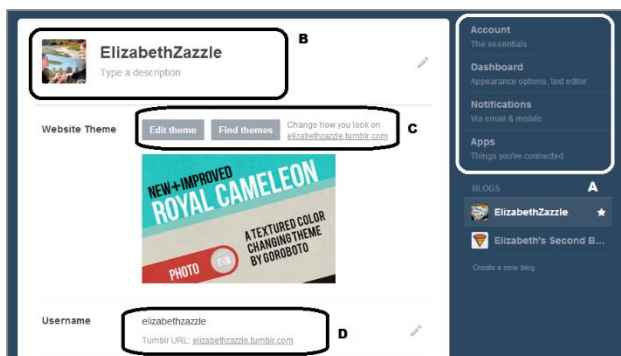 ElizabethZazzle
Type a description
B
Website Theme
Edit theme
Find themes
Change how you look on
elizabethzazzle.tumblr.com
C
NEW+IMPROVED
ROYAL CAMELEON
A TEXTURED COLOR
CHANGING THEME
BY GOROBOTO
PHOTO
Username
elizabethzazzle
Tumblr URL: elizabethzazzle.tumblr.com
D
Account
The essentials
Dashboard
Appearance options, text editor
Notifications
Via email & mobile
Apps
Things you've connected
BLOGS
A
ElizabethZazzle
Elizabeth's Second B...
Create a new blog